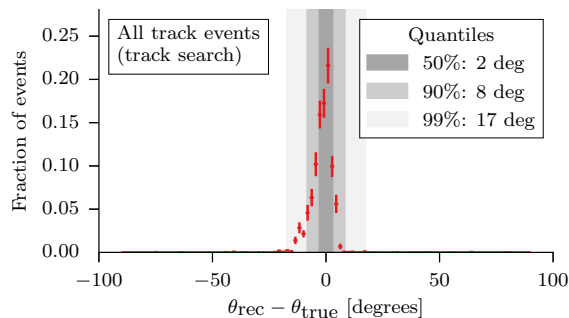 All track events
(track search)
Quantiles
50%: 2 deg
90%: 8 deg
99%: 17 deg
Fraction of events
0.25
0.20
0.15
0.10
0.05
0.00
−100
−50
0
50
100
θrec − θtrue [degrees]